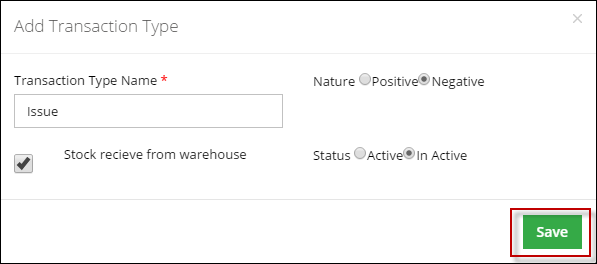 Add Transaction Type ×
Transaction Type Name *
Nature Positive Negative
Issue
Stock recieve from warehouse
Status Active In Active
Save